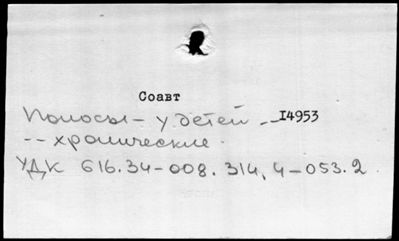 Соавт
Поносы – у детей -- I4953
-- хронические.
УДК 616.34-008.314.4-053.2